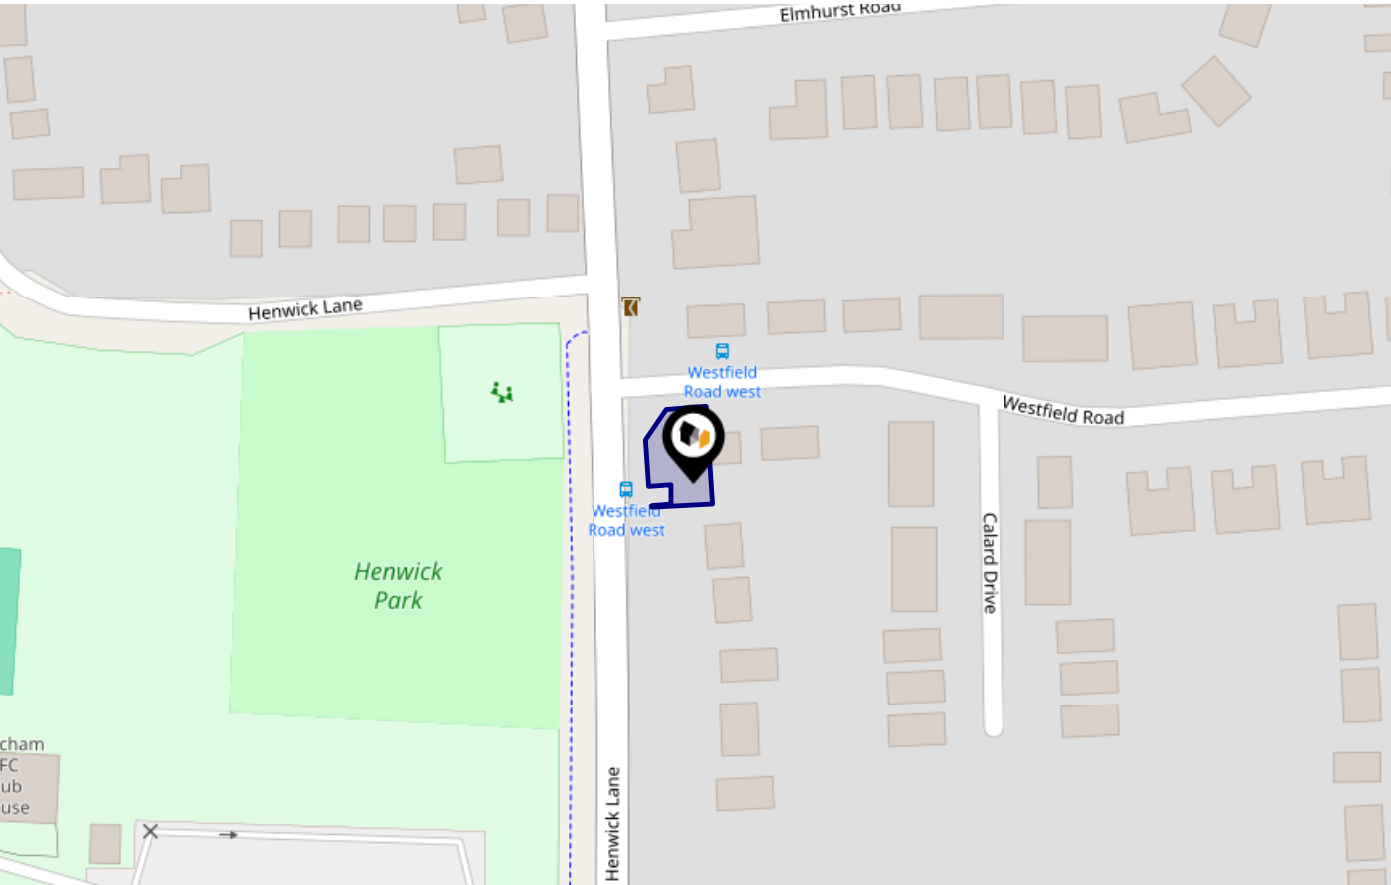 Elmhurst Road
Henwick Lane
Westfield
Road west
Westfield Road
Westfield
Road west
Henwick
Park
Calard Drive
cham
FC
ub
ouse
Henwick Lane